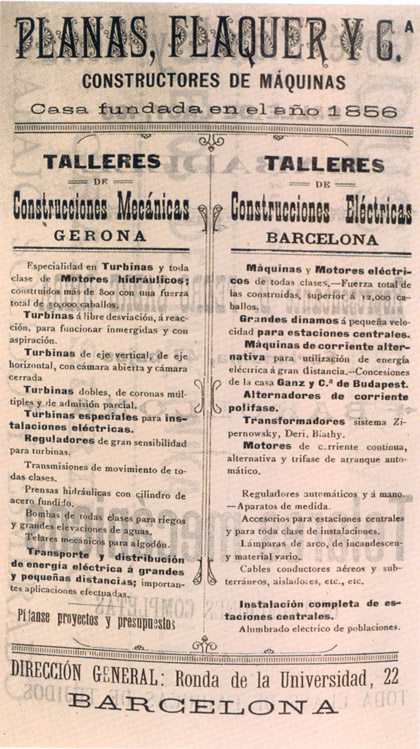 PLANAS, FLAQUER Y C.ᴬ
CONSTRUCTORES DE MÁQUINAS
Casa fundada en el año 1856
TALLERES
DE
Construcciones Mecánicas
GERONA
Especialidad en Turbinas y toda
clase de Motores hidráulicos;
construídos más de 800 con una fuerza
total de 50,000 caballos.
Turbinas á libre desviación, á reac-
ción, para funcionar inmergidas y con
aspiración.
Turbinas de eje vertical, de eje
horizontal, con cámara abierta y cámara
cerrada
Turbinas dobles, de coronas múl-
tiples y de admisión parcial.
Turbinas especiales para ins-
talaciones eléctricas.
Reguladores de gran sensibilidad
para turbinas.
Transmisiones de movimiento de to-
das clases.
Prensas hidráulicas con cilindro de
acero fundido.
Bombas de todas clases para riegos
y grandes elevaciones de aguas.
Telares mecánicos para algodón.
Transporte y distribución
de energía eléctrica á grandes
y pequeñas distancias; importan-
tes aplicaciones efectuadas.
Pídanse proyectos y presupuestos
TALLERES
DE
Construcciones Eléctricas
BARCELONA
Máquinas y Motores eléctri-
cos de todas clases,—Fuerza total de
las construidas, superior á 12,000 ca-
ballos.
Grandes dinamos á pequeña velo-
cidad para estaciones centrales.
Máquinas de corriente alter-
nativa para utilización de energía
eléctrica á gran distancia.—Concesiones
de la casa Ganz y C.ª de Budapest.
Alternadores de corriente
polifase.
Transformadores sistema Zi-
pernowsky, Deri, Blathy.
Motores de corriente continua,
alternativa y trifase de arranque auto-
mático.
Reguladores automáticos y á mano.
—Aparatos de medida.
Accesorios para estaciones centrales
y para toda clase de instalaciones.
Lámparas de arco, de incandescen-
y material vario.
Cables conductores aéreos y sub-
terráneos, aisladores, etc., etc.
Instalación completa de es-
taciones centrales.
Alumbrado eléctrico de poblaciones.
DIRECCIÓN GENERAL: Ronda de la Universidad, 22
BARCELONA